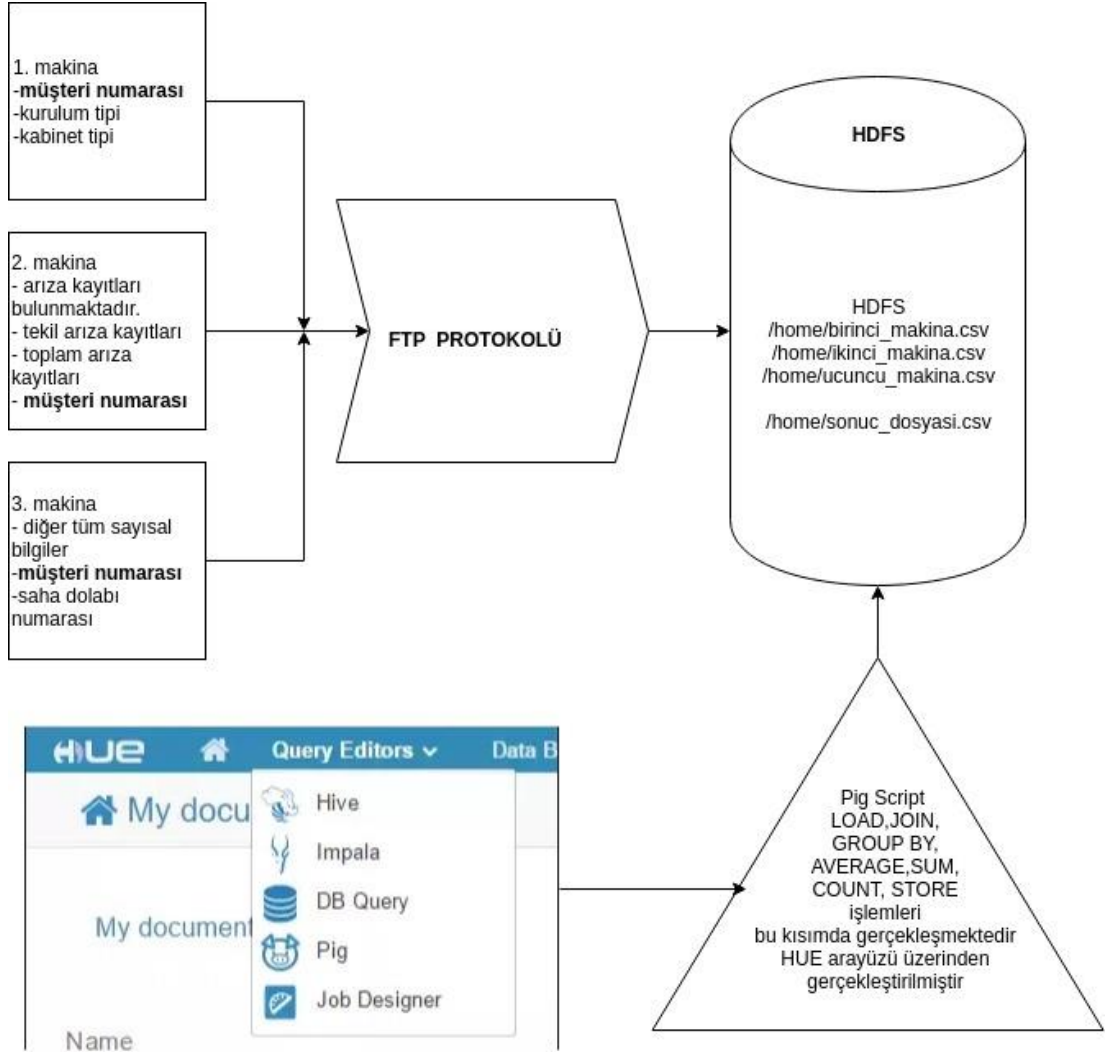 1. makina
-müşteri numarası
-kurulum tipi
-kabinet tipi
2. makina
- arıza kayıtları
bulunmaktadır.
- tekil arıza kayıtları
- toplam arıza
kayıtları
- müşteri numarası
3. makina
- diğer tüm sayısal
bilgiler
-müşteri numarası
-saha dolabı
numarası
FTP PROTOKOLÜ
HDFS
HDFS
/home/birinci_makina.csv
/home/ikinci_makina.csv
/home/ucuncu_makina.csv
/home/sonuc_dosyasi.csv
HUE
Query Editors
Data B
My docu
Hive
Impala
DB Query
My document
Pig
Job Designer
Name
Pig Script
LOAD,JOIN,
GROUP BY,
AVERAGE,SUM,
COUNT, STORE
işlemleri
bu kısımda gerçekleşmektedir
HUE arayüzü üzerinden
gerçekleştirilmiştir